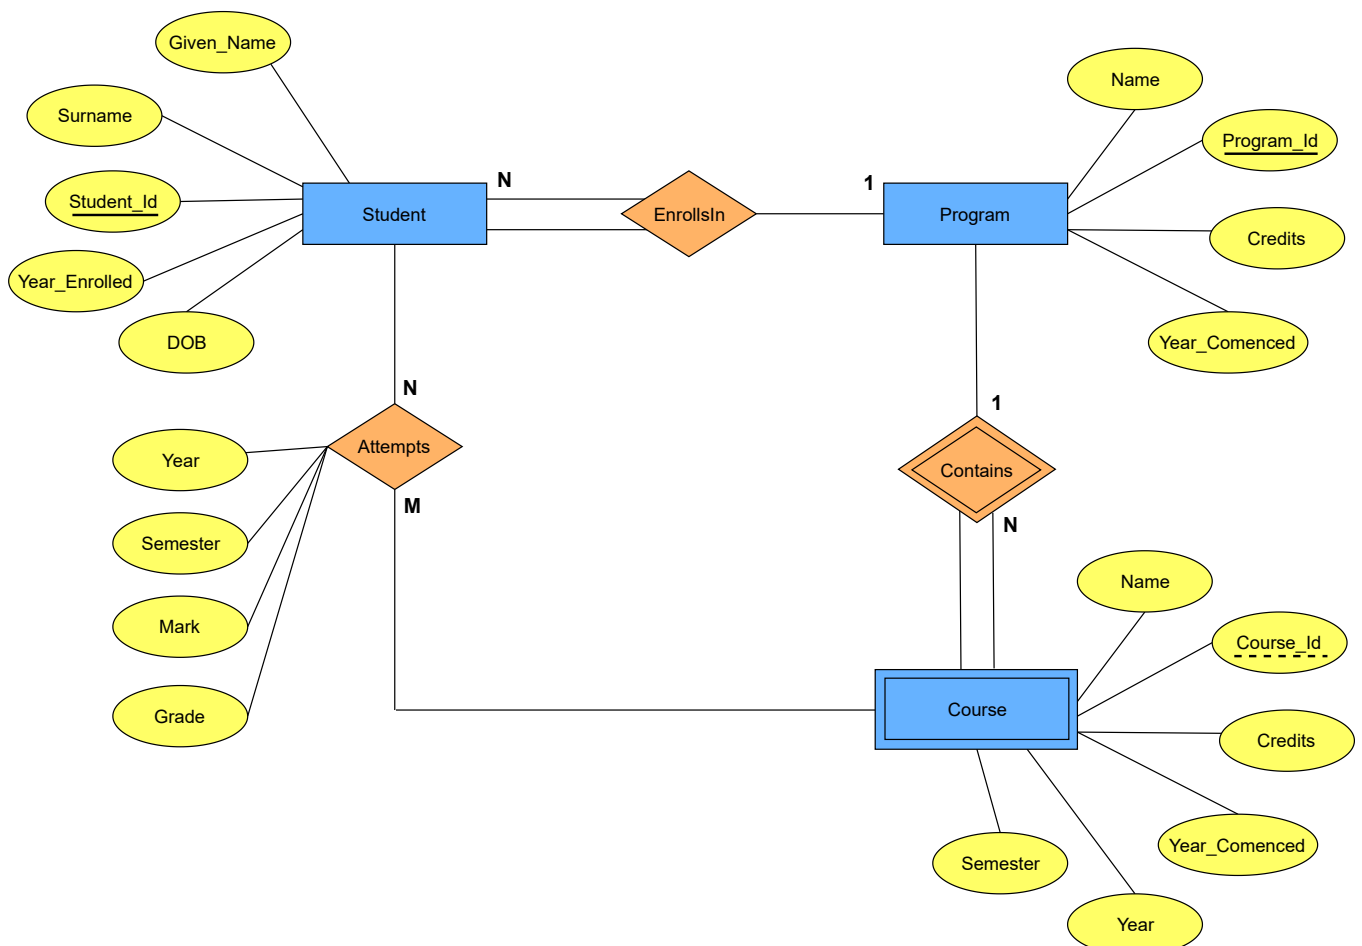 Given_Name
Name
Surname
Program_Id
Student_Id
N
1
Student
EnrollsIn
Program
Credits
Year_Enrolled
DOB
Year_Comenced
N
1
Year
Attempts
Contains
M
N
Semester
Name
Mark
Course_Id
Grade
Course
Credits
Year_Comenced
Semester
Year